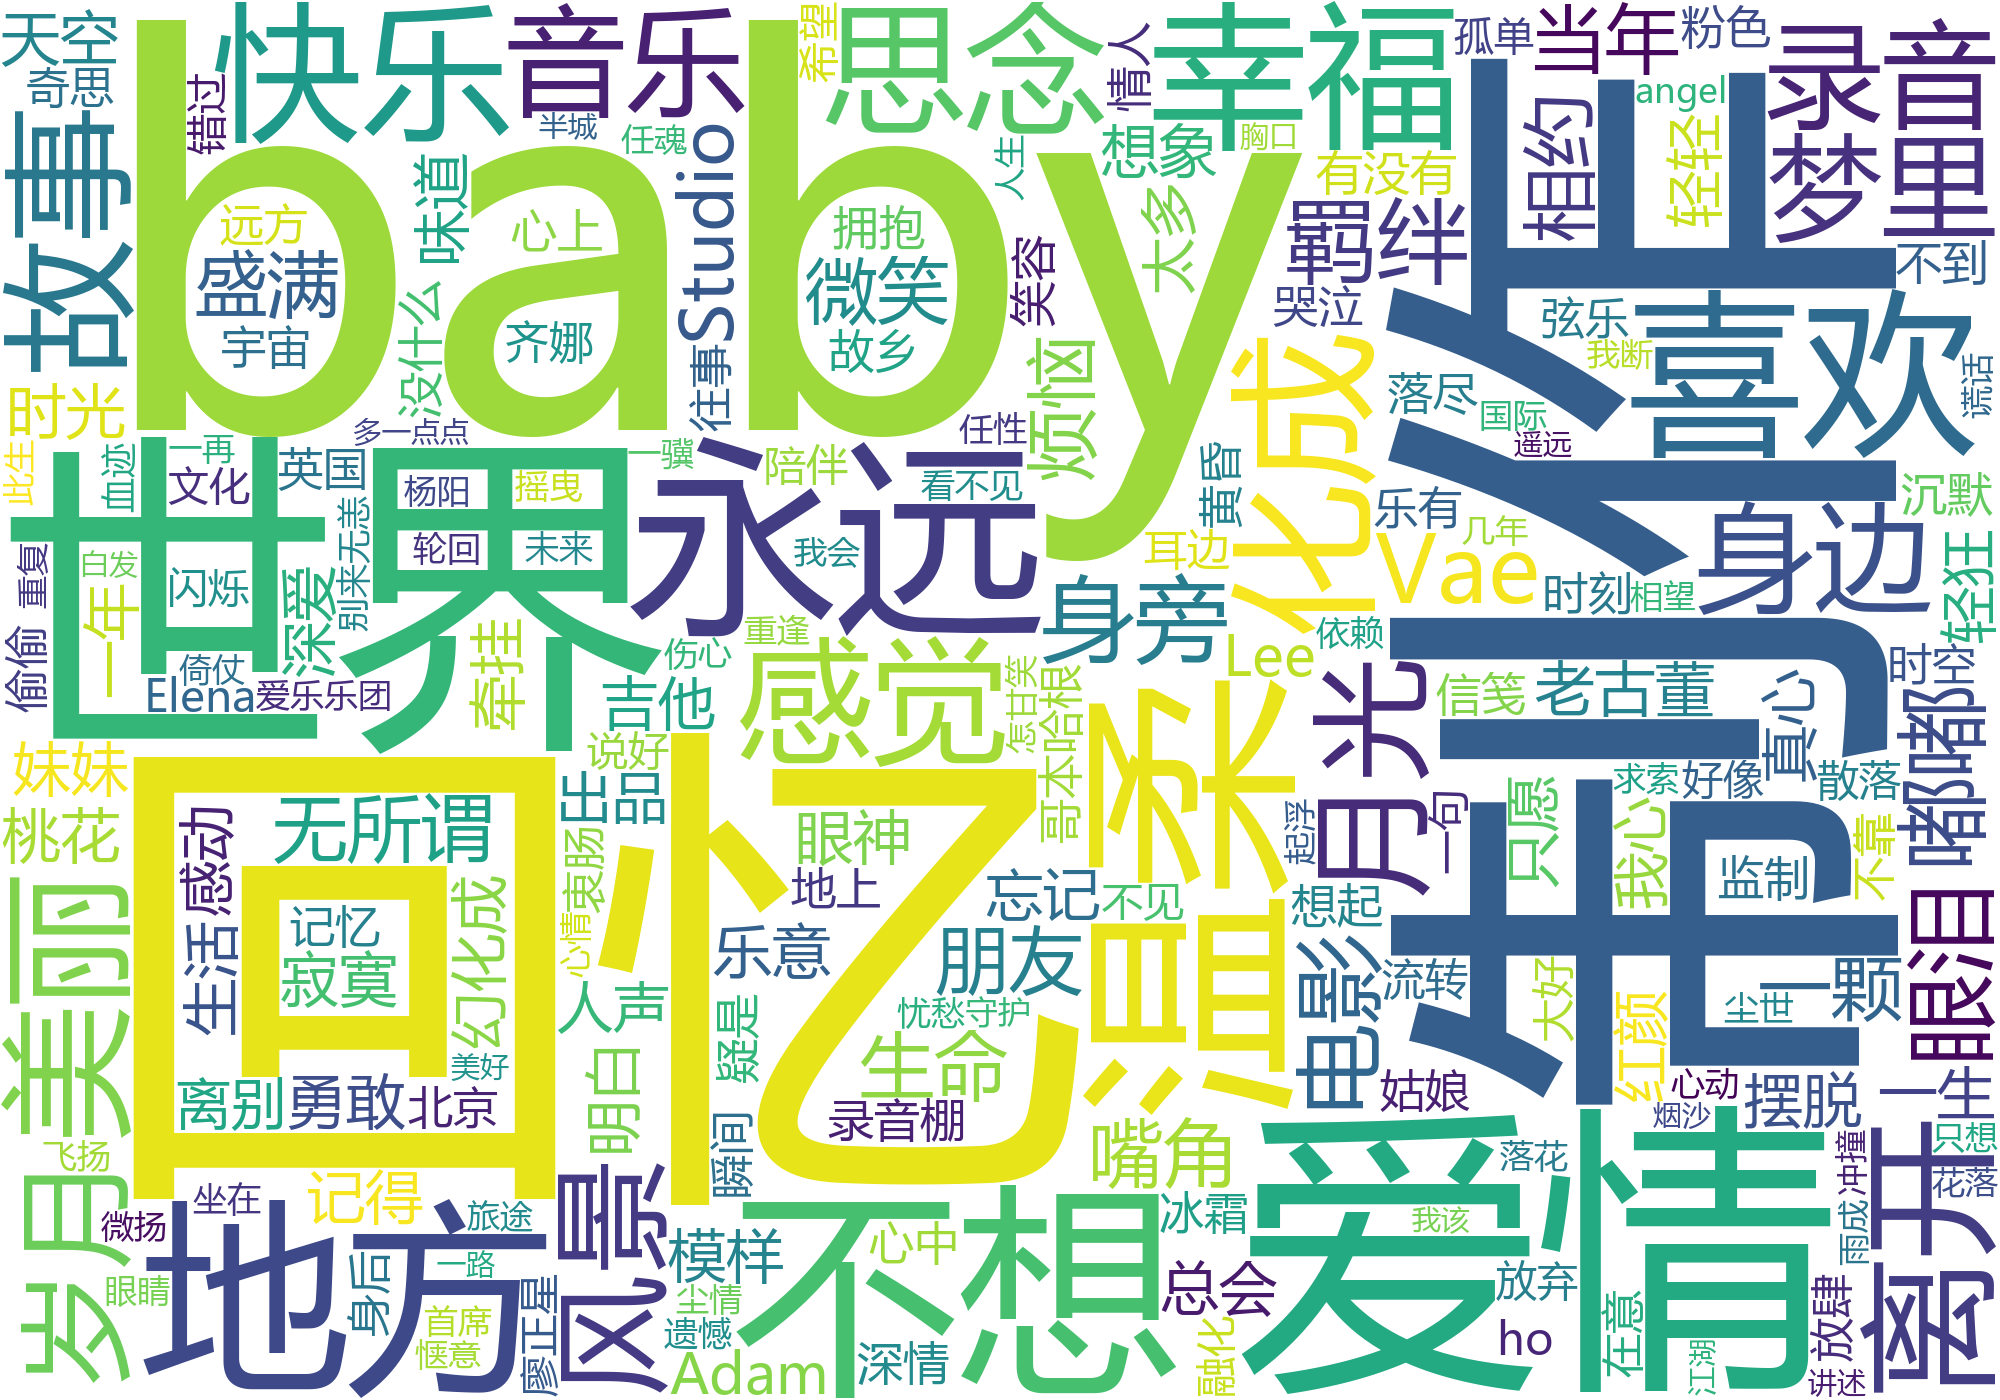 天空
快乐
音乐
希望
思念
幸福
情人
孤单
当年
粉色
录音
奇思
错过
半城
任魂
想象
胸口
angel
轻轻
相约
梦里
故事
baby
味道
Studio
人生
有没有
太多
羁绊
远方
盛满
宇宙
心上
齐娜
拥抱
微笑
故乡
笑容
哭泣
不到
弦乐
喜欢
我断
谎话
没什么
往事
烦恼
化成
落尽
国际
遥远
时光
多一点点
任性
此生
血迹
一再
文化
英国
一骥
永远
陪伴
看不见
黄昏
乐有
几年
沉默
世界
杨阳
摇曳
轮回
未来
我会
耳边
Vae
身边
重复
白发
一年
闪烁
深爱
别来无恙
时刻
相望
轻狂
偷偷
倚仗
Elena
爱乐乐团
牵挂
伤心
重逢
身旁
Lee
依赖
吉他
感觉
怎甘笑
哥本哈根
温柔
月光
信笺
老古董
真心
时空
嘟嘟
妹妹
说好
出品
桃花
感动
无所谓
衷肠
眼神
地上
忘记
不见
想起
起浮
一句
只愿
求索
好像
散落
我心
监制
不靠
眼泪
美丽
生活
记忆
寂寞
幻化成
心情
人声
乐意
朋友
电影
流转
大好
红颜
尘世
一颗
回忆
疑是
忧愁守护
生命
离别
勇敢
北京
美好
明白
录音棚
瞬间
姑娘
心动
烟沙
摆脱
一生
只想
飞扬
岁月
记得
风景
嘴角
爱情
落花
冲撞
花落
离开
微扬
坐在
旅途
地方
不想
冰霜
我该
雨成
眼睛
身后
一路
首席
惬意
廖正星
模样
尘情
遗憾
Adam
心中
深情
总会
融化
放弃
ho
在意
江湖
放肆
讲述